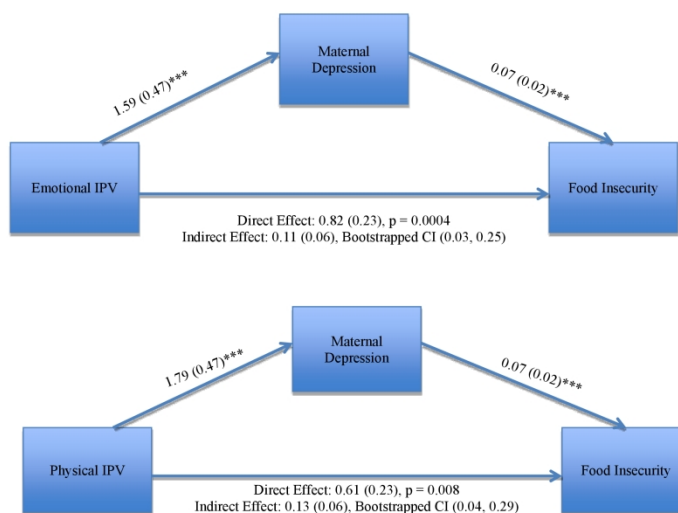 Maternal
Depression
1.59 (0.47)***
0.07 (0.02)***
Emotional IPV
Food Insecurity
Direct Effect: 0.82 (0.23), p = 0.0004
Indirect Effect: 0.11 (0.06), Bootstrapped CI (0.03, 0.25)
Maternal
Depression
1.79 (0.47)***
0.07 (0.02)***
Physical IPV
Food Insecurity
Direct Effect: 0.61 (0.23), p = 0.008
Indirect Effect: 0.13 (0.06), Bootstrapped CI (0.04, 0.29)